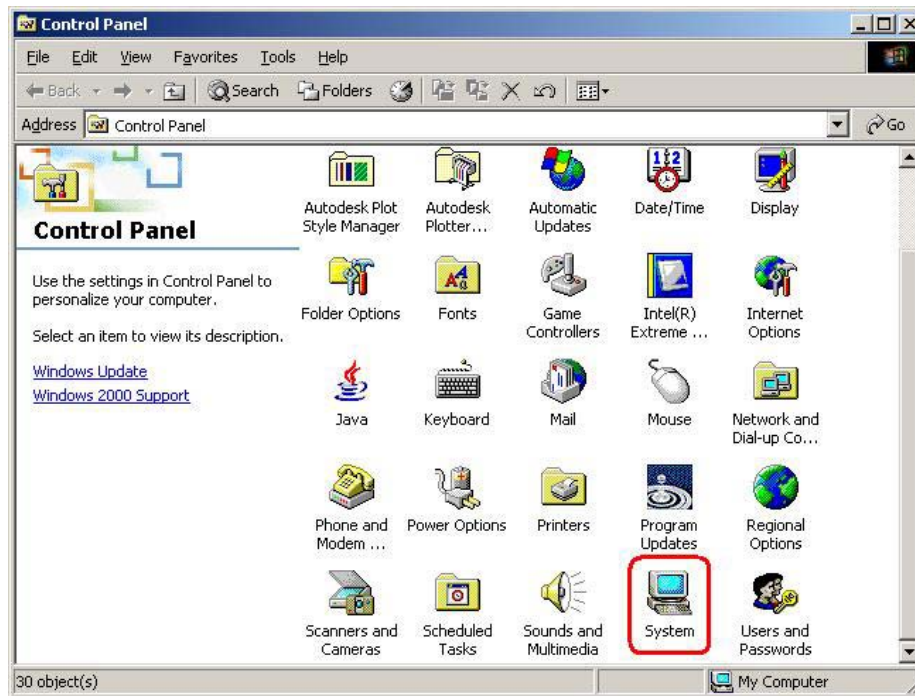 Control Panel
File Edit View Favorites Tools Help
Back Search Folders
Address Control Panel Go
Control Panel
Use the settings in Control Panel to
personalize your computer.
Select an item to view its description.
Windows Update
Windows 2000 Support
Autodesk Plot
Style Manager
Autodesk
Plotter...
Automatic
Updates
Date/Time
Display
Folder Options
Fonts
Game
Controllers
Intel(R)
Extreme ...
Internet
Options
Java
Keyboard
Mail
Mouse
Network and
Dial-up Co...
Phone and
Modem ...
Power Options
Printers
Program
Updates
Regional
Options
Scanners and
Cameras
Scheduled
Tasks
Sounds and
Multimedia
System
Users and
Passwords
30 object(s)
My Computer